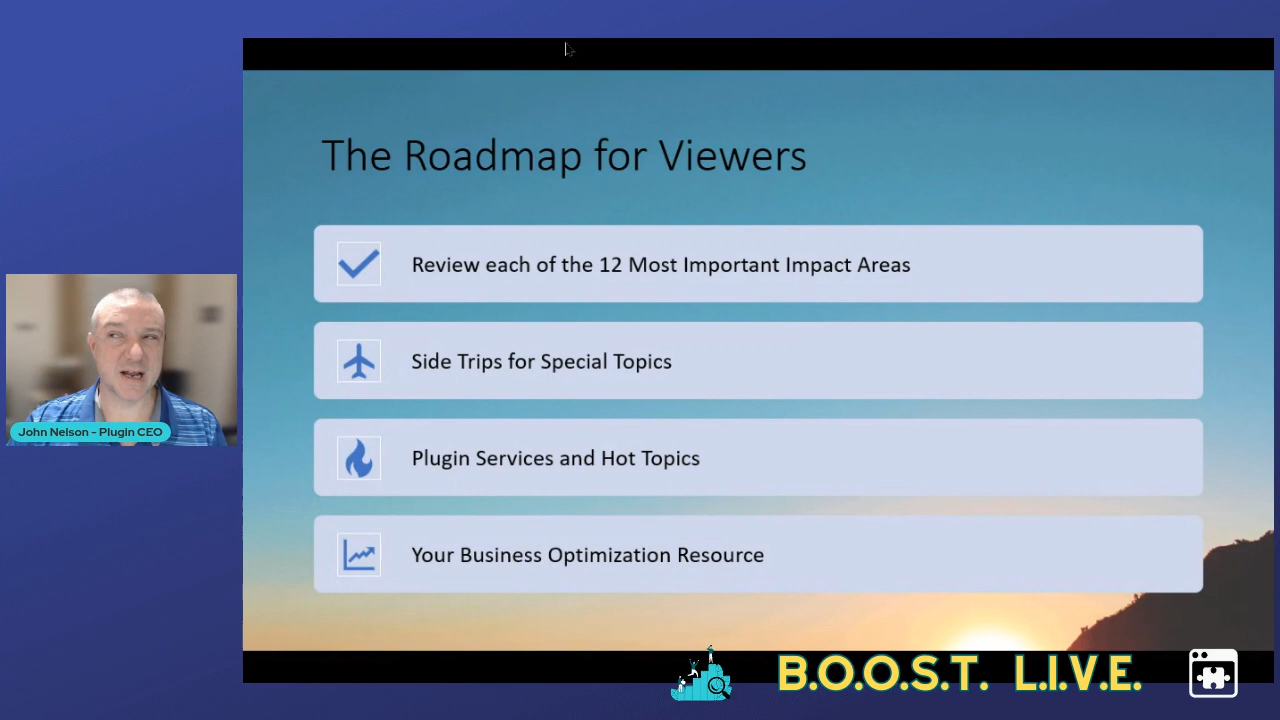 The Roadmap for Viewers
Review each of the 12 Most Important Impact Areas
Side Trips for Special Topics
Plugin Services and Hot Topics
Your Business Optimization Resource
John Nelson - Plugin CEO
B.O.O.S.T. L.I.V.E.